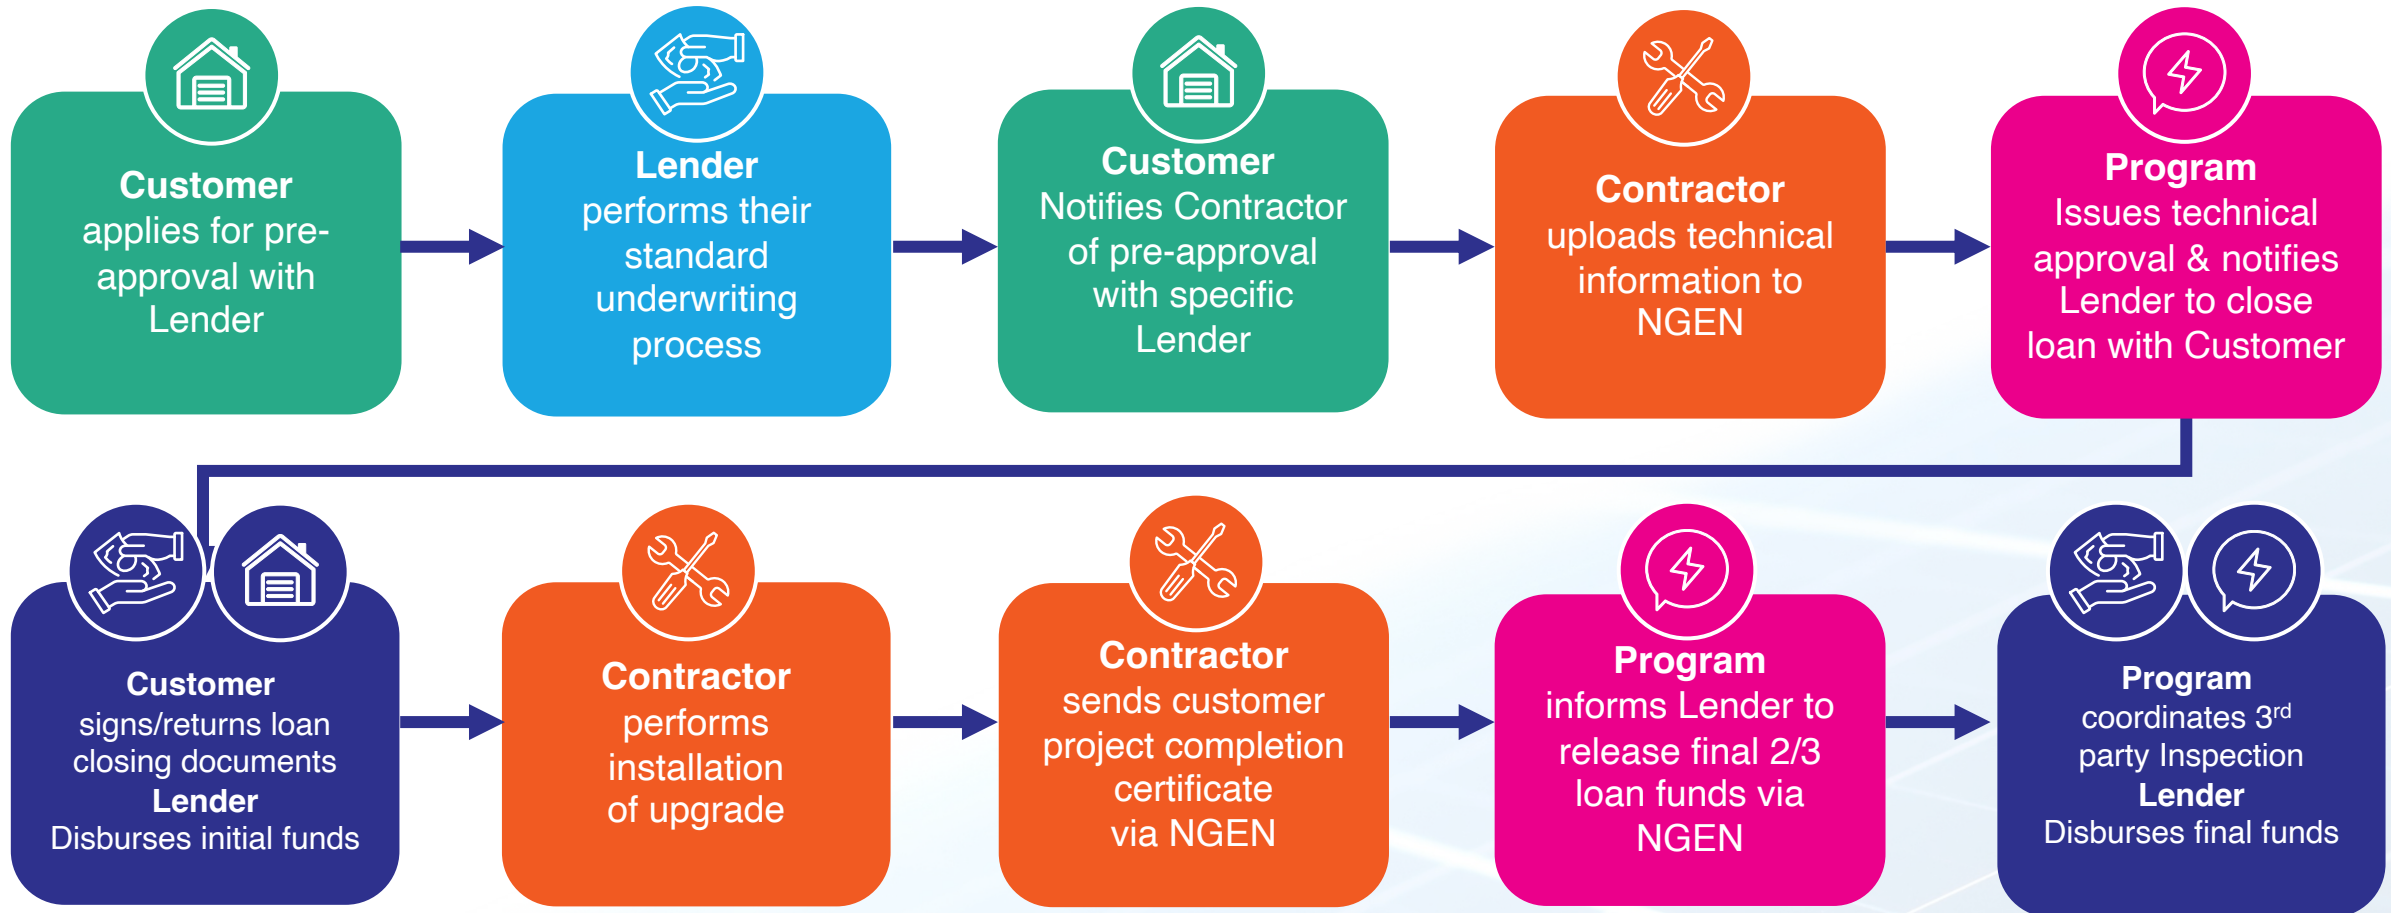 Customer
applies for pre-
approval with
Lender
Lender
performs their
standard
underwriting
process
Customer
Notifies Contractor
of pre-approval
with specific
Lender
Contractor
uploads technical
information to
NGEN
Program
Issues technical
approval & notifies
Lender to close
loan with Customer
Customer
signs/returns loan
closing documents
Lender
Disburses initial funds
Contractor
performs
installation
of upgrade
Contractor
sends customer
project completion
certificate
via NGEN
Program
informs Lender to
release final 2/3
loan funds via
NGEN
Program
coordinates 3rd
party Inspection
Lender
Disburses final funds